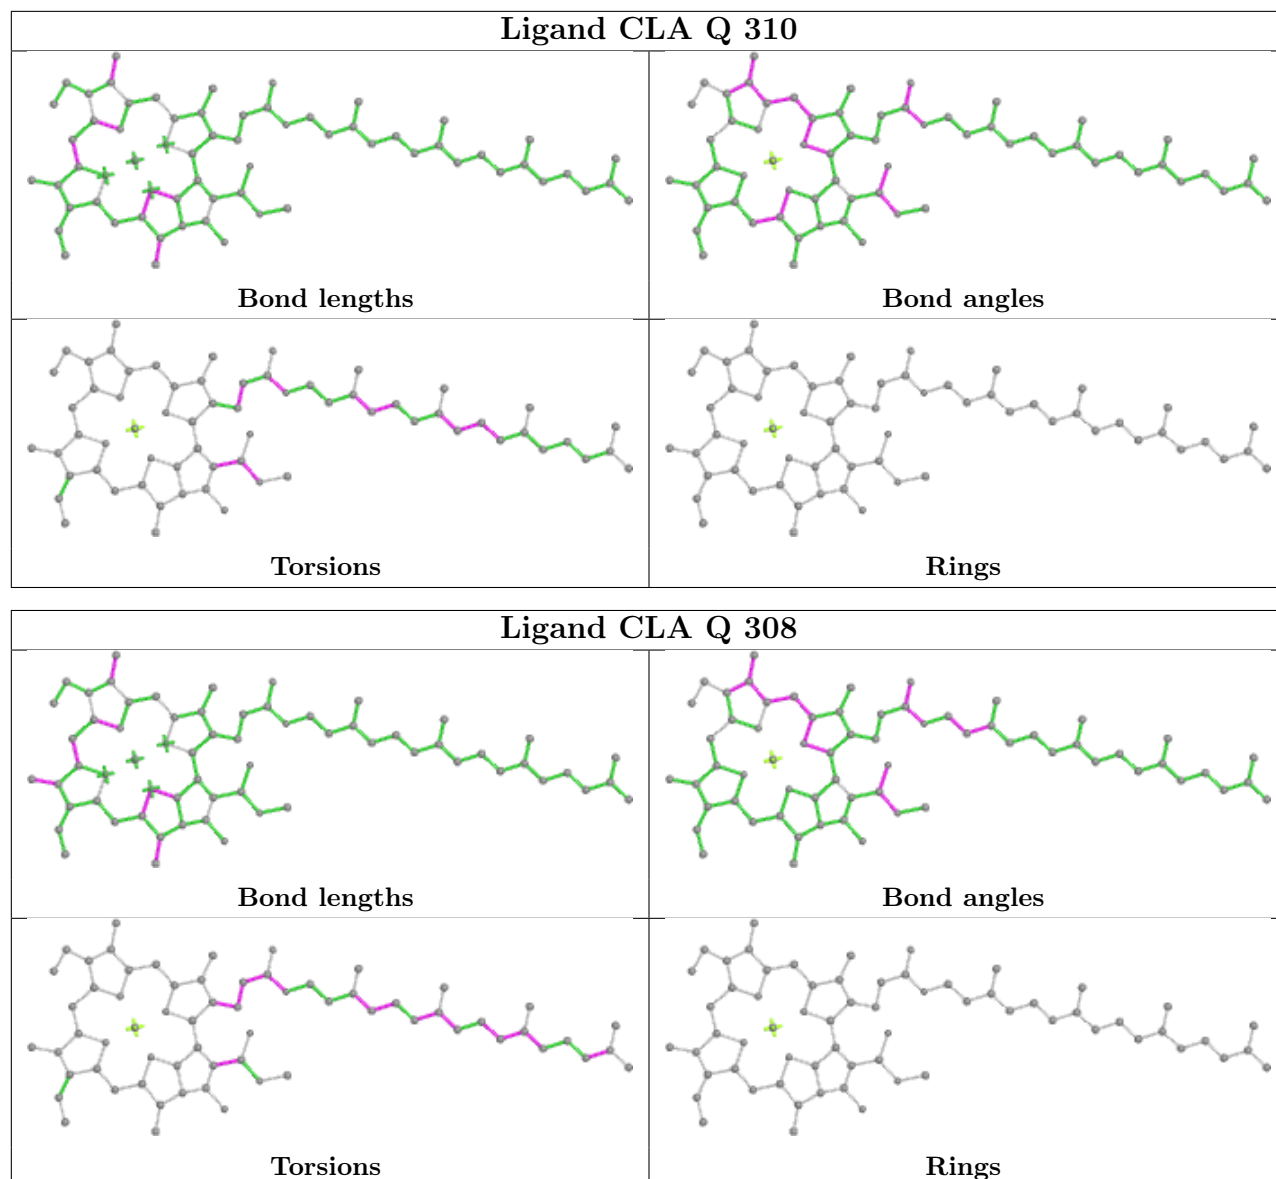 Ligand CLA Q 310
Bond lengths
Bond angles
Torsions
Rings
Ligand CLA Q 308
Bond lengths
Bond angles
Torsions
Rings